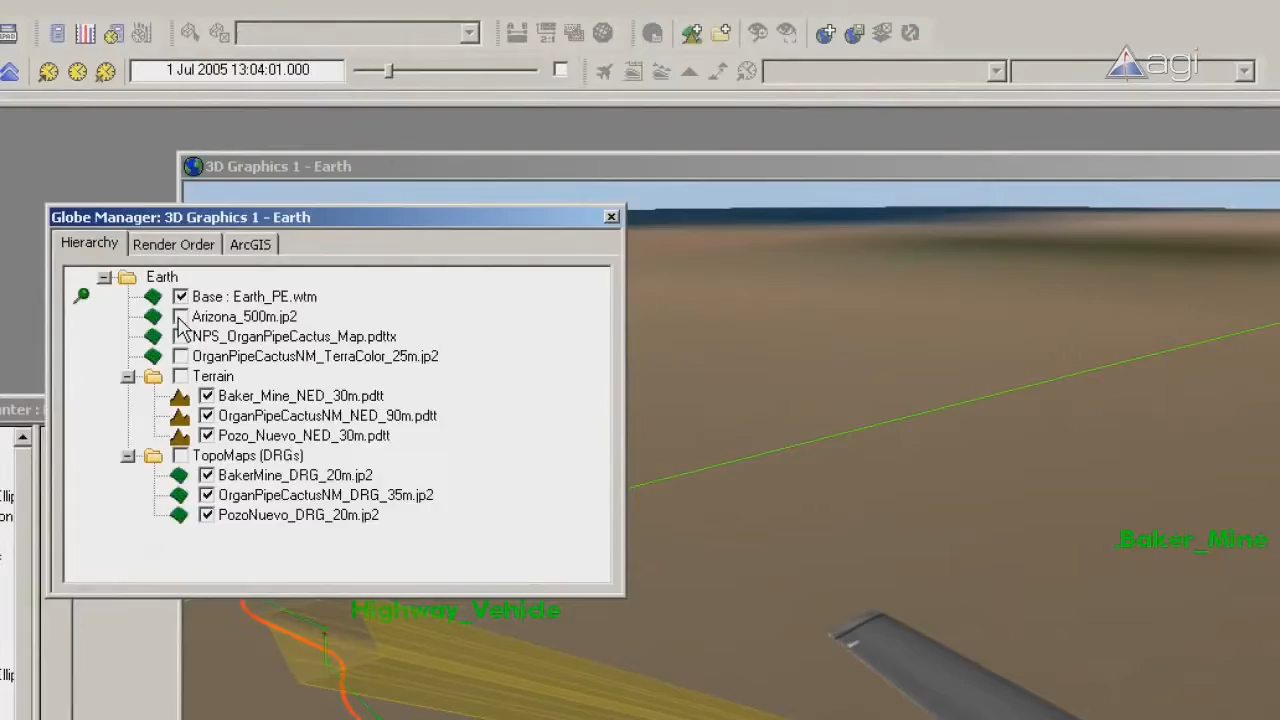 1 Jul 2005 13:04:01.000
agi
3D Graphics 1 - Earth
Globe Manager: 3D Graphics 1 - Earth
Hierarchy Render Order ArcGIS
Earth
Base : Earth_PE.wtm
Arizona_500m.jp2
NPS_OrganPipeCactus_Map.pdttx
OrganPipeCactusNM_TerraColor_25m.jp2
Terrain
Baker_Mine_NED_30m.pdtt
OrganPipeCactusNM_NED_90m.pdtt
Pozo_Nuevo_NED_30m.pdtt
TopoMaps (DRGs)
BakerMine_DRG_20m.jp2
OrganPipeCactusNM_DRG_35m.jp2
PozoNuevo_DRG_20m.jp2
Baker_Mine
Highway_Vehicle